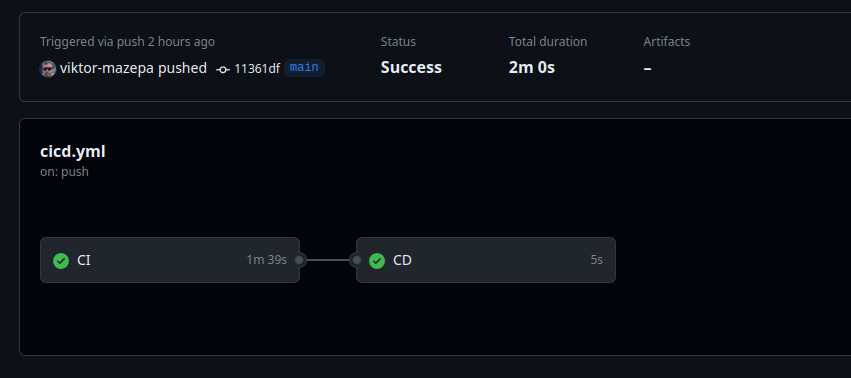 Triggered via push 2 hours ago
viktor-mazepa pushed 11361df main
Status
Success
Total duration
2m 0s
Artifacts
–
cicd.yml
on: push
CI 1m 39s
CD 5s